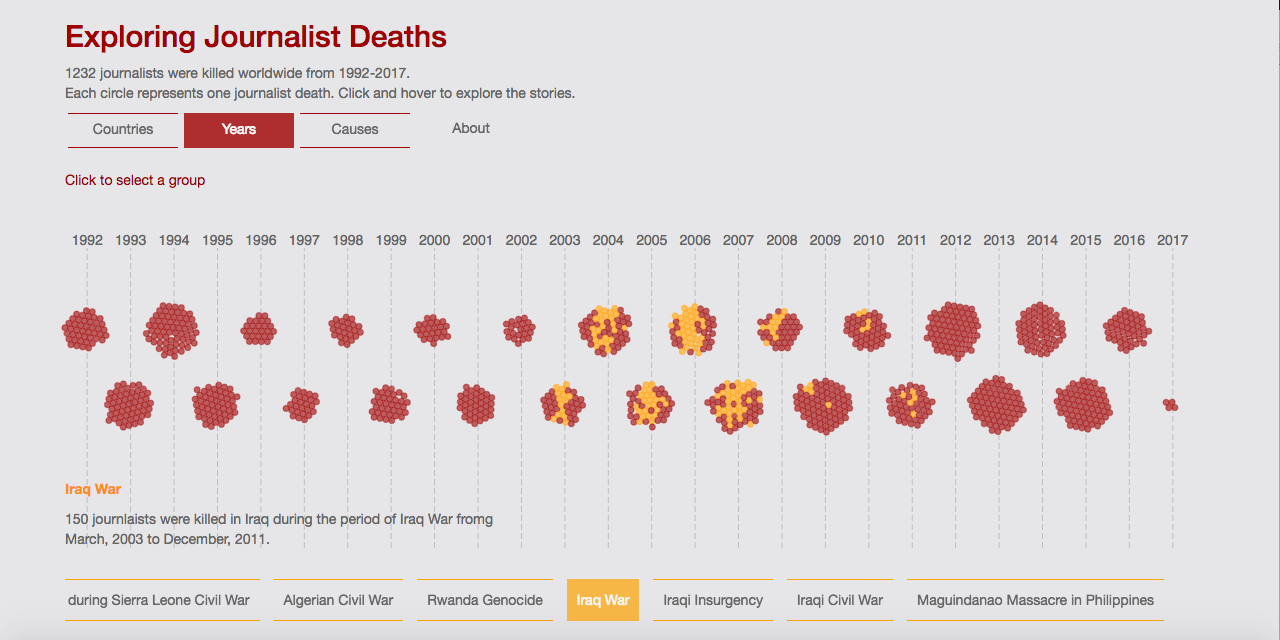 Exploring Journalist Deaths
1232 journalists were killed worldwide from 1992-2017.
Each circle represents one journalist death. Click and hover to explore the stories.
Countries Years Causes About
Click to select a group
1992 1993 1994 1995 1996 1997 1998 1999 2000 2001 2002 2003 2004 2005 2006 2007 2008 2009 2010 2011 2012 2013 2014 2015 2016 2017
Iraq War
150 journlaists were killed in Iraq during the period of Iraq War fromg
March, 2003 to December, 2011.
during Sierra Leone Civil War Algerian Civil War Rwanda Genocide Iraq War Iraqi Insurgency Iraqi Civil War Maguindanao Massacre in Philippines